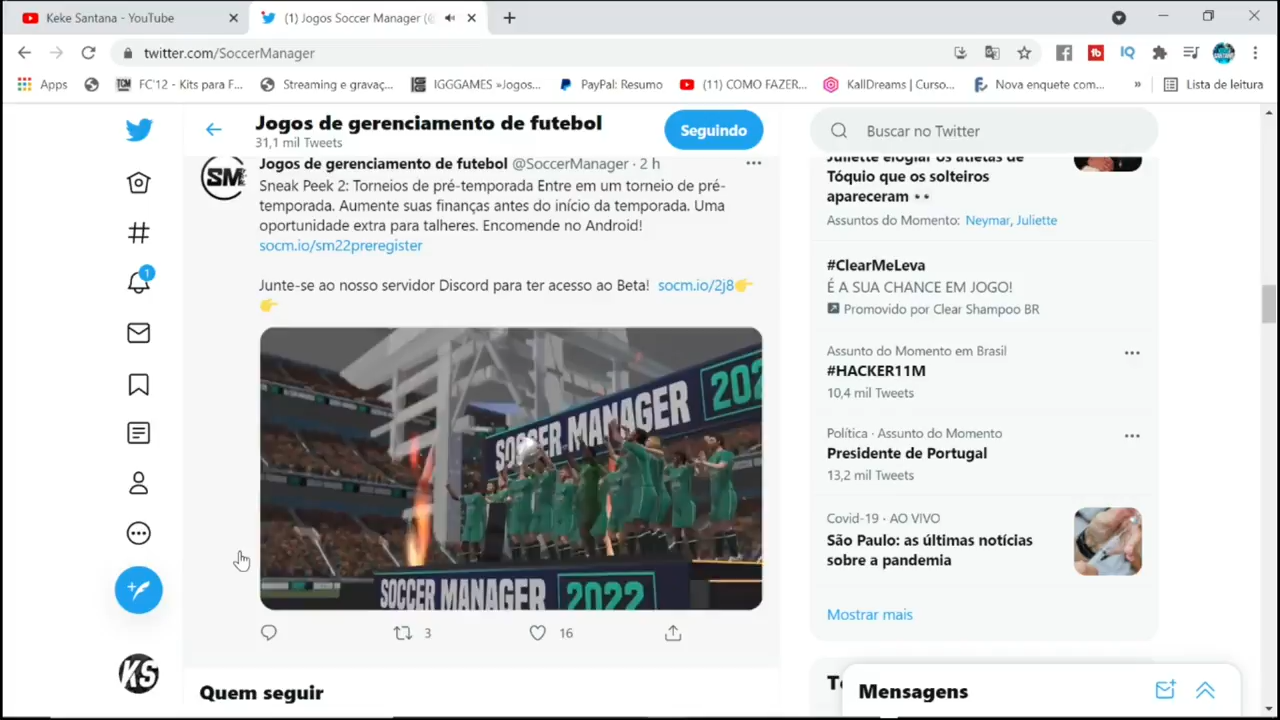 Keke Santana - YouTube
(1) Jogos Soccer Manager (@
twitter.com/SoccerManager
Apps
FC'12 - Kits para F...
Streaming e gravaç...
IGGGAMES »Jogos...
PayPal: Resumo
(11) COMO FAZER...
KallDreams | Curso...
Nova enquete com...
»
Lista de leitura
Jogos de gerenciamento de futebol
31,1 mil Tweets
Seguindo
Jogos de gerenciamento de futebol @SoccerManager · 2 h
SM
Sneak Peek 2: Torneios de pré-temporada Entre em um torneio de pré-
temporada. Aumente suas finanças antes do início da temporada. Uma
oportunidade extra para talheres. Encomende no Android!
socm.io/sm22preregister
Junte-se ao nosso servidor Discord para ter acesso ao Beta! socm.io/2j8👉
👉
SOCCER MANAGER 2022
SOCCER MANAGER 2022
3
16
Quem seguir
1
KS
Buscar no Twitter
Juliette elogiar os atletas de
Tóquio que os solteiros
apareceram 👀
Assuntos do Momento: Neymar, Juliette
#ClearMeLeva
É A SUA CHANCE EM JOGO!
Promovido por Clear Shampoo BR
Assunto do Momento em Brasil
#HACKER11M
10,4 mil Tweets
Política · Assunto do Momento
Presidente de Portugal
13,2 mil Tweets
Covid-19 · AO VIVO
São Paulo: as últimas notícias
sobre a pandemia
Mostrar mais
Mensagens